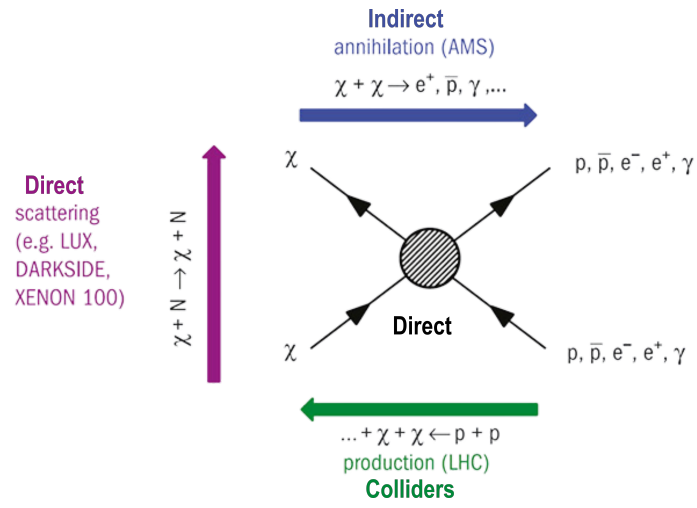 Indirect
annihilation (AMS)
χ + χ → e⁺, p̅, γ ,...
Direct
scattering
(e.g. LUX,
DARKSIDE,
XENON 100)
χ + N → χ + N
χ
p, p̅, e⁻, e⁺, γ
Direct
χ
p, p̅, e⁻, e⁺, γ
... + χ + χ ← p + p
production (LHC)
Colliders